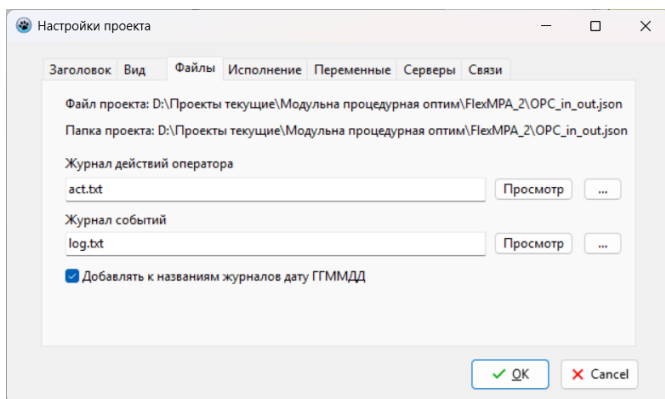 Настройки проекта
Заголовок Вид Файлы Исполнение Переменные Серверы Связи
Файл проекта: D:\Проекты текущие\Модульна процедурная оптим\FlexMPA_2\OPC_in_out.json
Папка проекта: D:\Проекты текущие\Модульна процедурная оптим\FlexMPA_2\OPC_in_out.json
Журнал действий оператора
act.txt Просмотр ...
Журнал событий
log.txt Просмотр ...
Добавлять к названиям журналов дату ГГММДД
OK Cancel